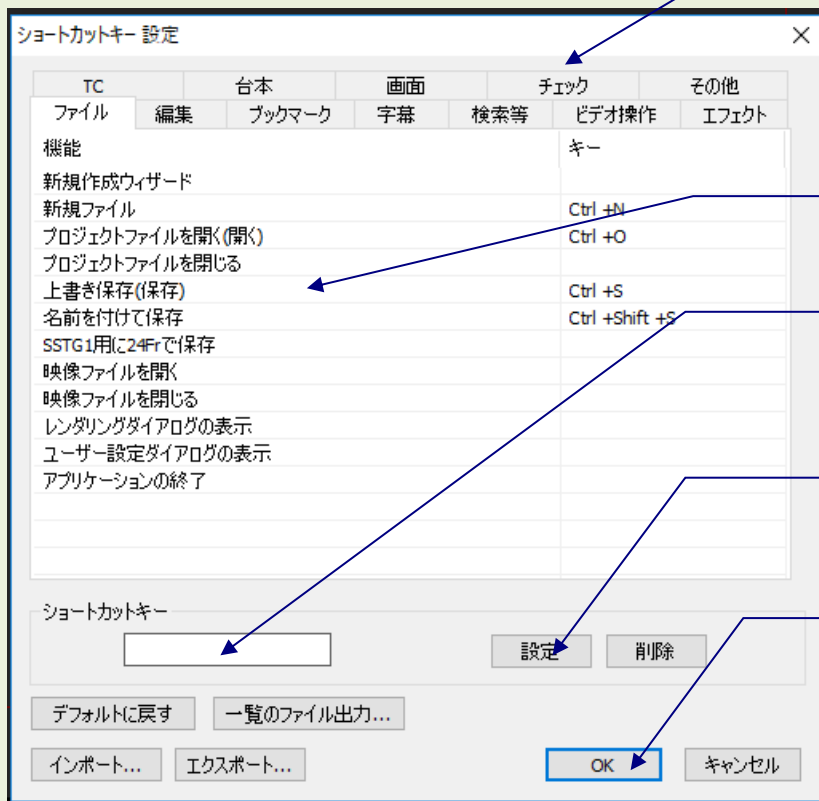 ショートカットキー 設定
TC 台本 画面 チェック その他
ファイル 編集 ブックマーク 字幕 検索等 ビデオ操作 エフェクト
機能 キー
新規作成ウィザード
新規ファイル Ctrl +N
プロジェクトファイルを開く(開く) Ctrl +O
プロジェクトファイルを閉じる
上書き保存(保存) Ctrl +S
名前を付けて保存 Ctrl +Shift +S
SSTG1用に24Frで保存
映像ファイルを開く
映像ファイルを閉じる
レンダリングダイアログの表示
ユーザー設定ダイアログの表示
アプリケーションの終了
ショートカットキー
設定 削除
デフォルトに戻す 一覧のファイル出力...
インポート... エクスポート... OK キャンセル